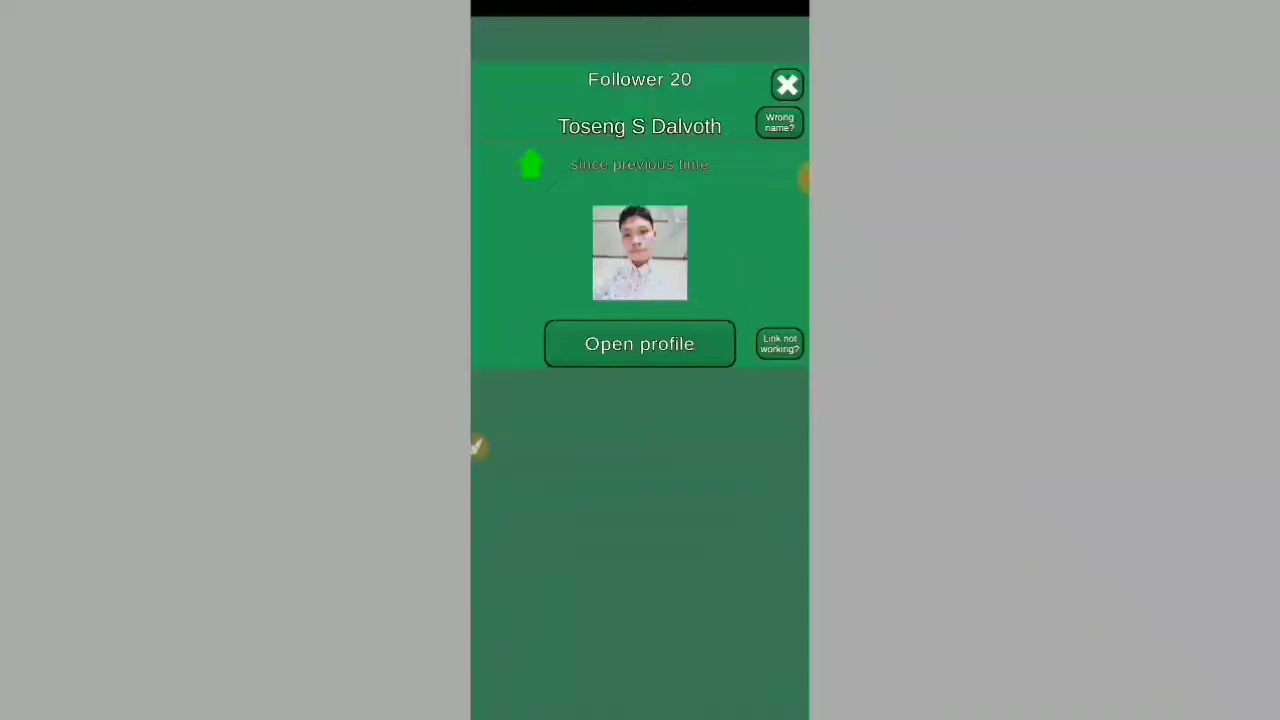 Follower 20
Toseng S Dalvoth
Wrong
name?
since previous time
Open profile
Link not
working?